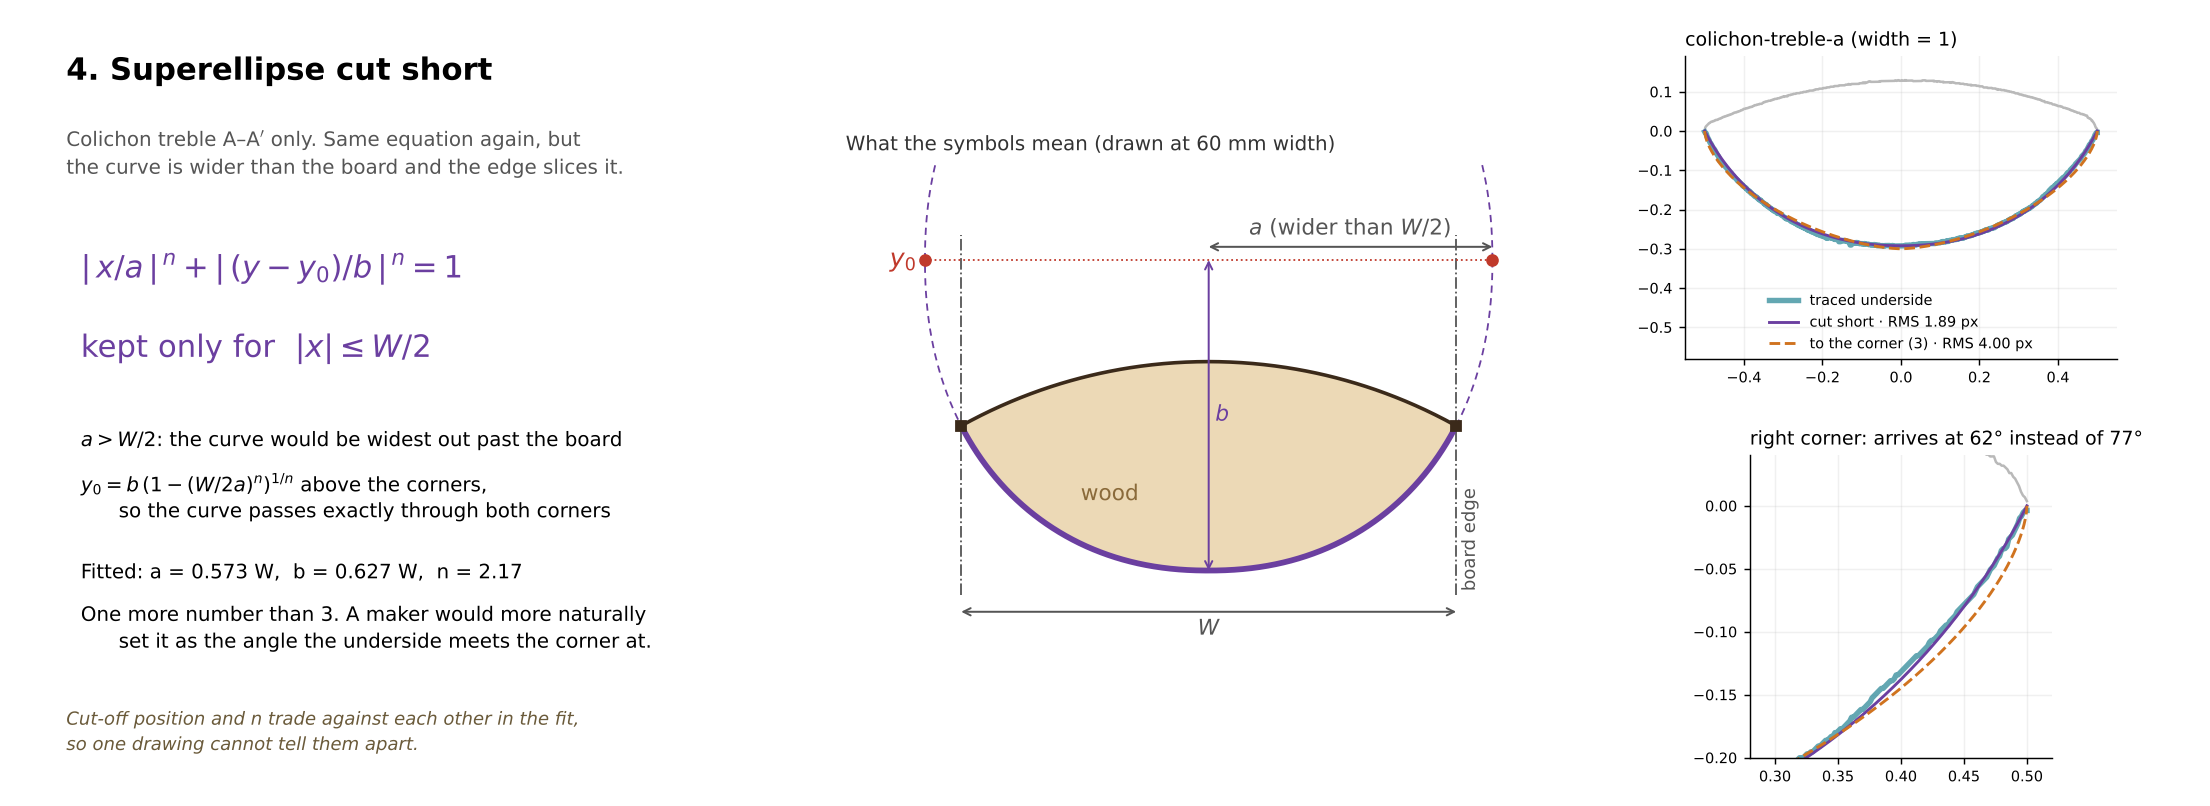 4. Superellipse cut short
Colichon treble A–A′ only. Same equation again, but
the curve is wider than the board and the edge slices it.
|x/a|ⁿ + |(y − y₀)/b|ⁿ = 1
kept only for |x| ≤ W/2
a > W/2: the curve would be widest out past the board
y₀ = b (1 − (W/2a)ⁿ)¹/ⁿ above the corners,
so the curve passes exactly through both corners
Fitted: a = 0.573 W, b = 0.627 W, n = 2.17
One more number than 3. A maker would more naturally
set it as the angle the underside meets the corner at.
Cut-off position and n trade against each other in the fit,
so one drawing cannot tell them apart.
What the symbols mean (drawn at 60 mm width)
a (wider than W/2)
y₀
b
wood
board edge
W
colichon-treble-a (width = 1)
0.1
0.0
−0.1
−0.2
−0.3
−0.4
−0.5
traced underside
cut short · RMS 1.89 px
to the corner (3) · RMS 4.00 px
−0.4 −0.2 0.0 0.2 0.4
right corner: arrives at 62° instead of 77°
0.00
−0.05
−0.10
−0.15
−0.20
0.30 0.35 0.40 0.45 0.50